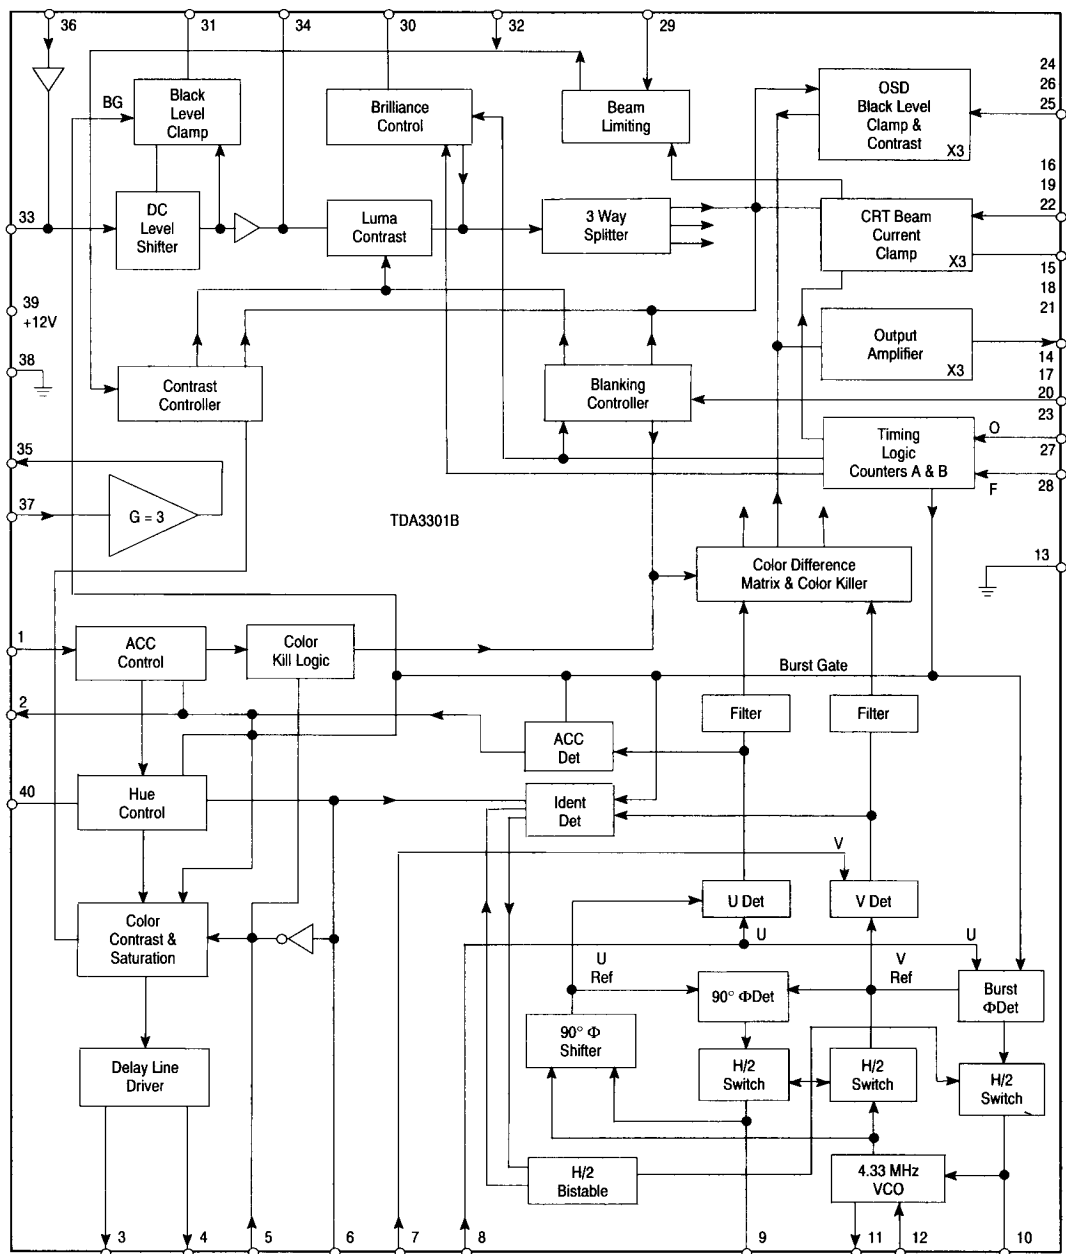 36
31
34
30
32
29
24
26
25
BG
Black
Level
Clamp
Brilliance
Control
Beam
Limiting
OSD
Black Level
Clamp &
Contrast
X3
16
19
22
33
DC
Level
Shifter
Luma
Contrast
3 Way
Splitter
CRT Beam
Current
Clamp
X3
15
18
21
39
+12V
38
Contrast
Controller
Blanking
Controller
Output
Amplifier
X3
14
17
20
23
35
37
G = 3
TDA3301B
Timing
Logic
Counters A & B
O
27
F
28
Color Difference
Matrix & Color Killer
13
1
ACC
Control
Color
Kill Logic
Burst Gate
2
ACC
Det
Filter
Filter
40
Hue
Control
Ident
Det
V
Color
Contrast &
Saturation
U Det
V Det
U
U
U
Ref
V
Ref
90° Φ
Shifter
90° ΦDet
Burst
ΦDet
Delay Line
Driver
H/2
Switch
H/2
Switch
H/2
Switch
H/2
Bistable
4.33 MHz
VCO
3
4
5
6
7
8
9
11
12
10